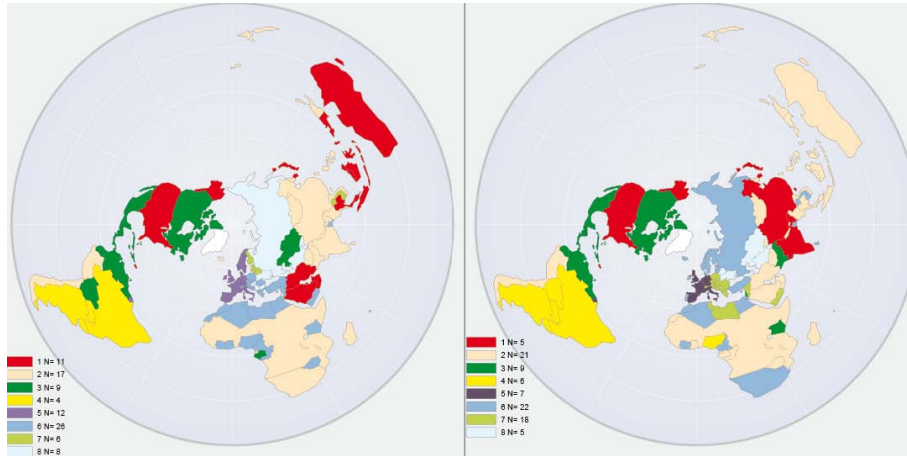 1 N= 11
2 N= 17
3 N= 9
4 N= 4
5 N= 12
6 N= 26
7 N= 6
8 N= 8
1 N= 5
2 N= 21
3 N= 9
4 N= 6
5 N= 7
6 N= 22
7 N= 18
8 N= 5